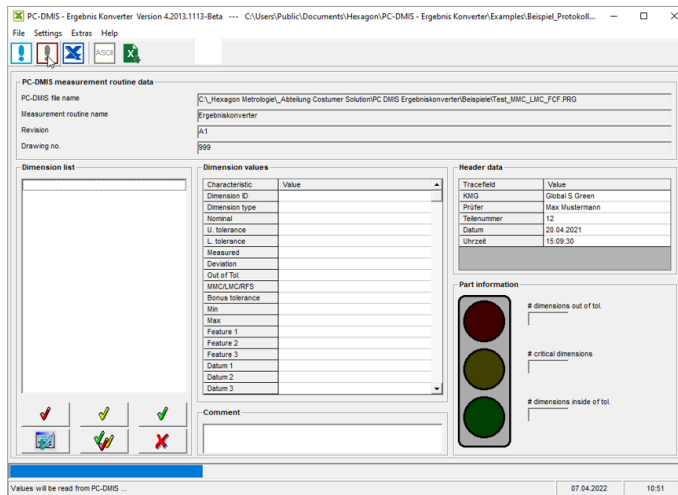 PC-DMIS - Ergebnis Konverter Version 4.2013.1113-Beta --- C:\Users\Public\Documents\Hexagon\PC-DMIS - Ergebnis Konverter\Examples\Beispiel_Protokoll...
File Settings Extras Help
ASCII
PC-DMIS measurement routine data
PC-DMIS file name C:\_Hexagon Metrologie\_Abteilung Costumer Solution\PC DMIS Ergebniskonverter\Beispiele\Test_MMC_LMC_FCF.PRG
Measurement routine name Ergebniskonverter
Revision A1
Drawing no. 999
Dimension list
Dimension values
Characteristic Value
Dimension ID
Dimension type
Nominal
U. tolerance
L. tolerance
Measured
Deviation
Out of Tol.
MMC/LMC/RFS
Bonus tolerance
Min
Max
Feature 1
Feature 2
Feature 3
Datum 1
Datum 2
Datum 3
Comment
Header data
Tracefield Value
KMG Global S Green
Prüfer Max Mustermann
Teilenummer 12
Datum 20.04.2021
Uhrzeit 15:09:30
Part information
# dimensions out of tol.
# critical dimensions
# dimensions inside of tol.
Values will be read from PC-DMIS ... 07.04.2022 10:51